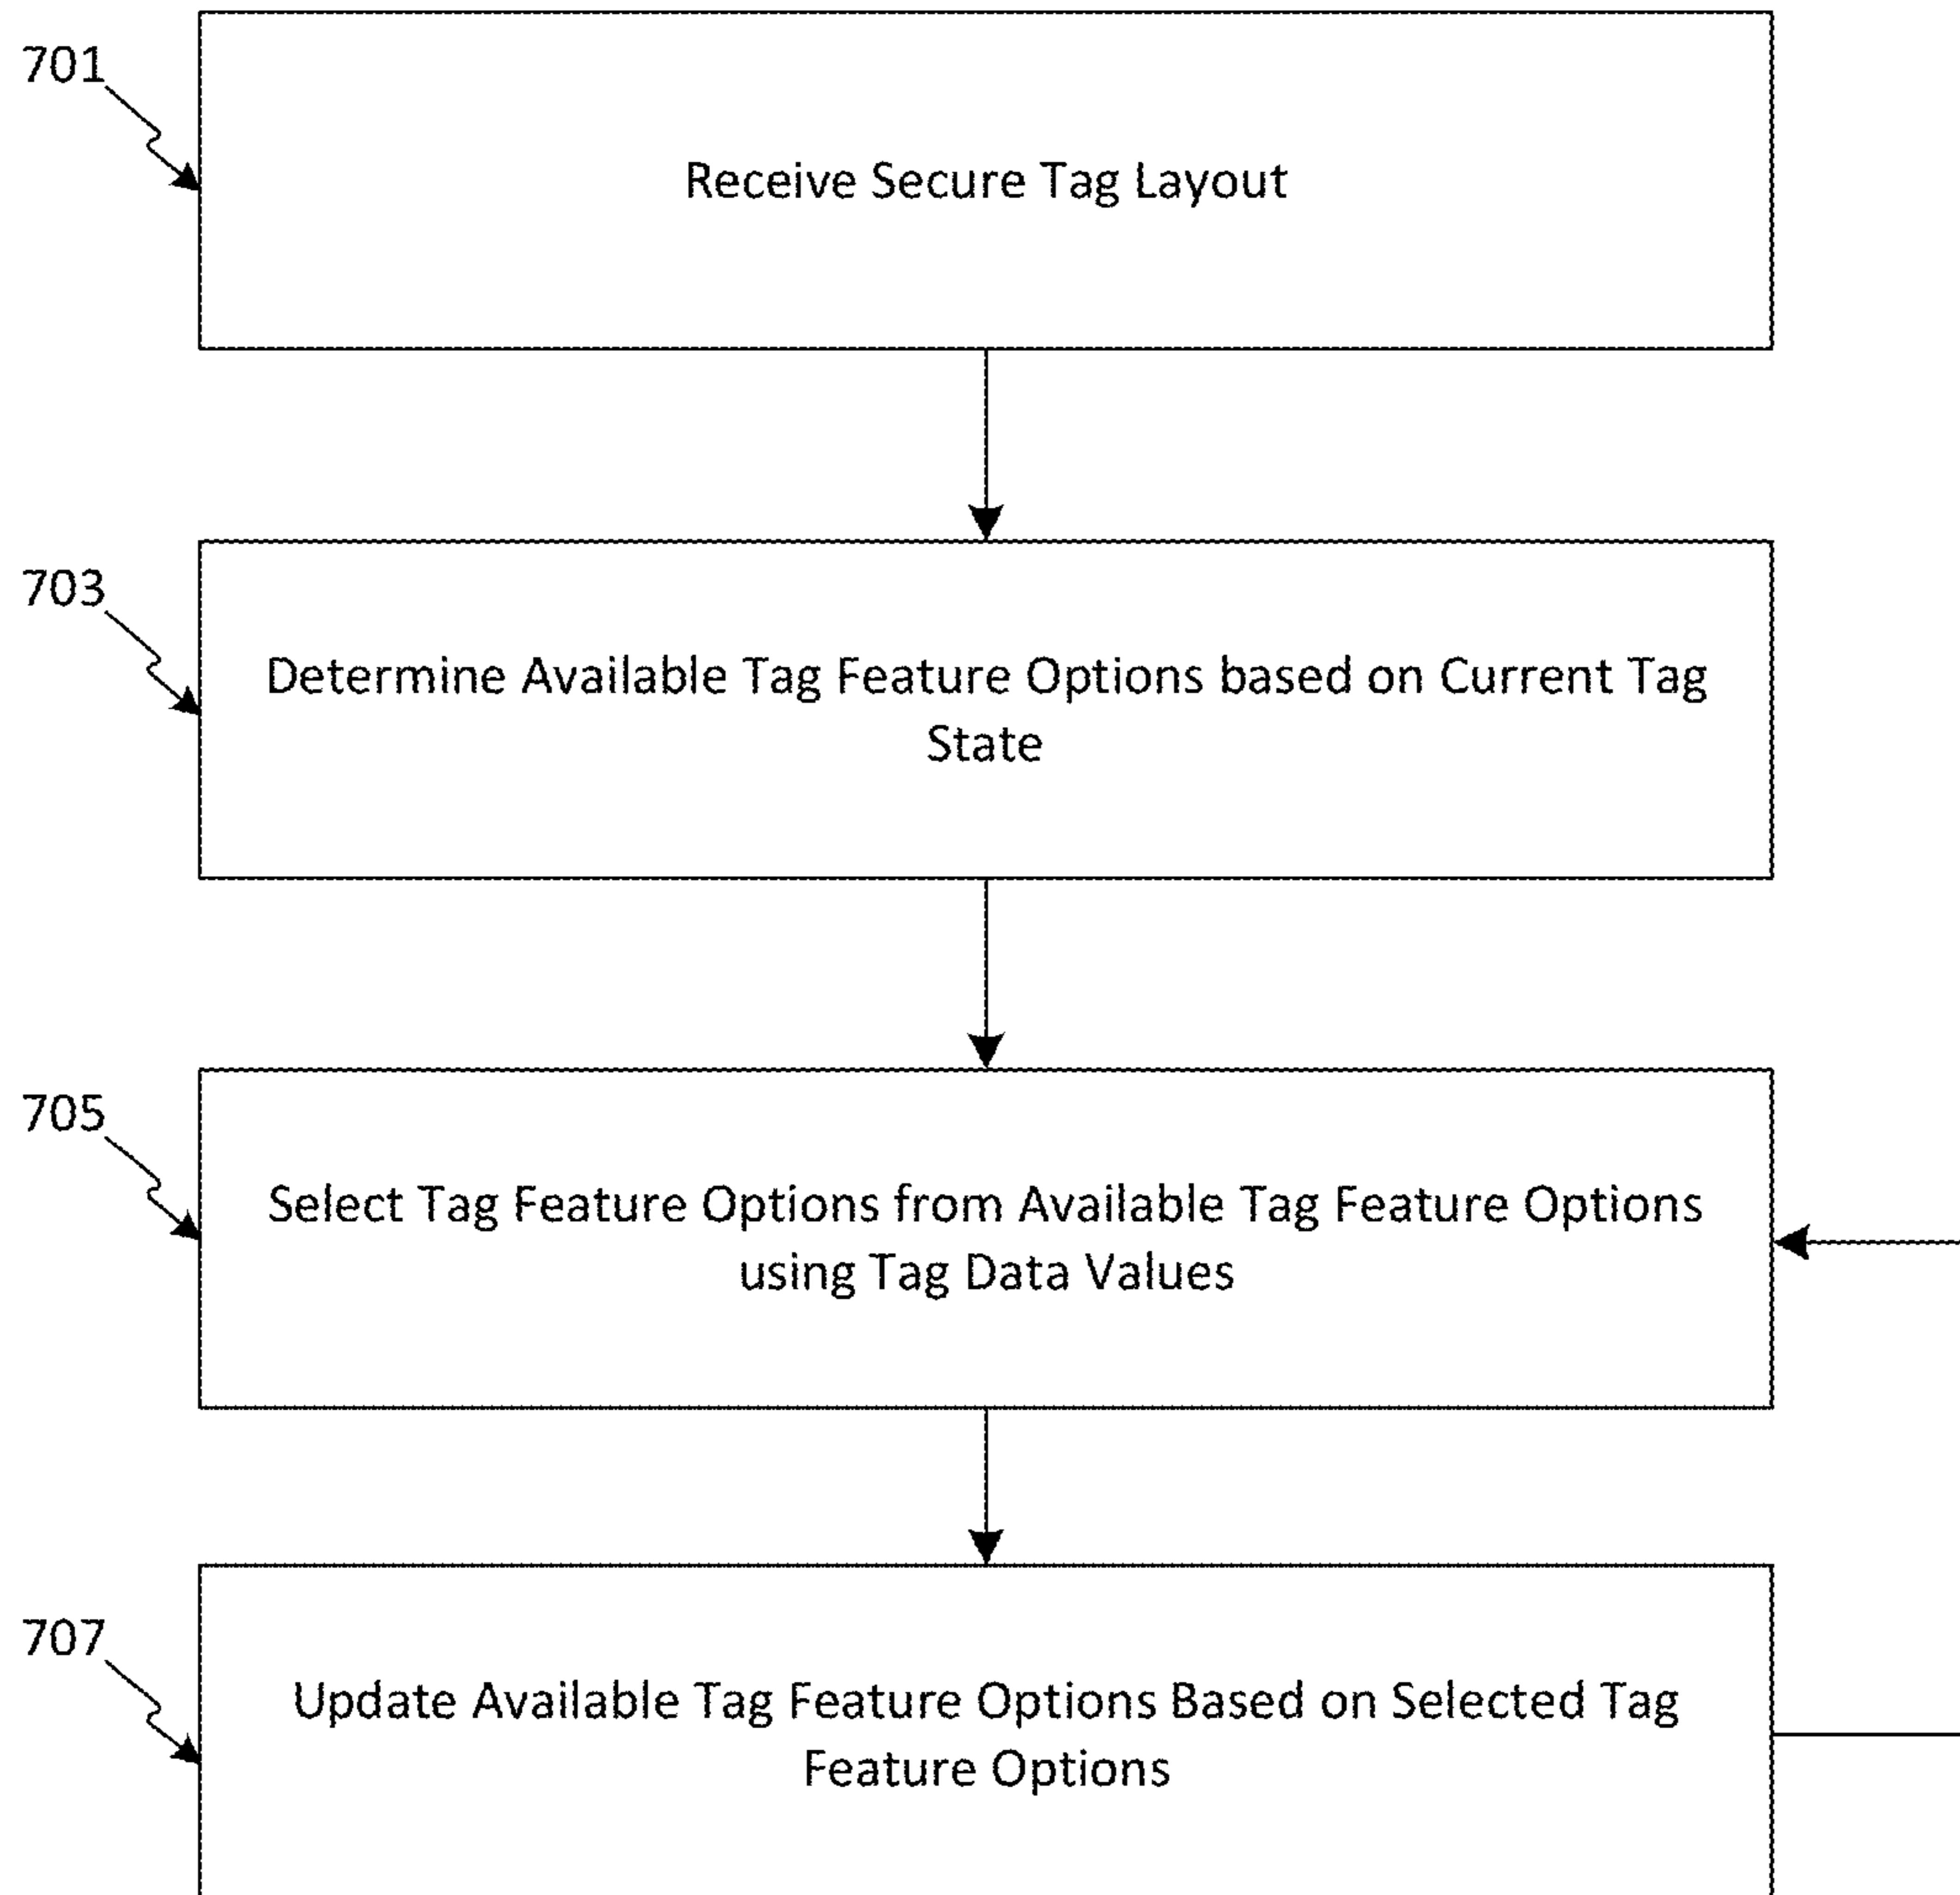 701
Receive Secure Tag Layout
703
Determine Available Tag Feature Options based on Current Tag
State
705
Select Tag Feature Options from Available Tag Feature Options
using Tag Data Values
707
Update Available Tag Feature Options Based on Selected Tag
Feature Options